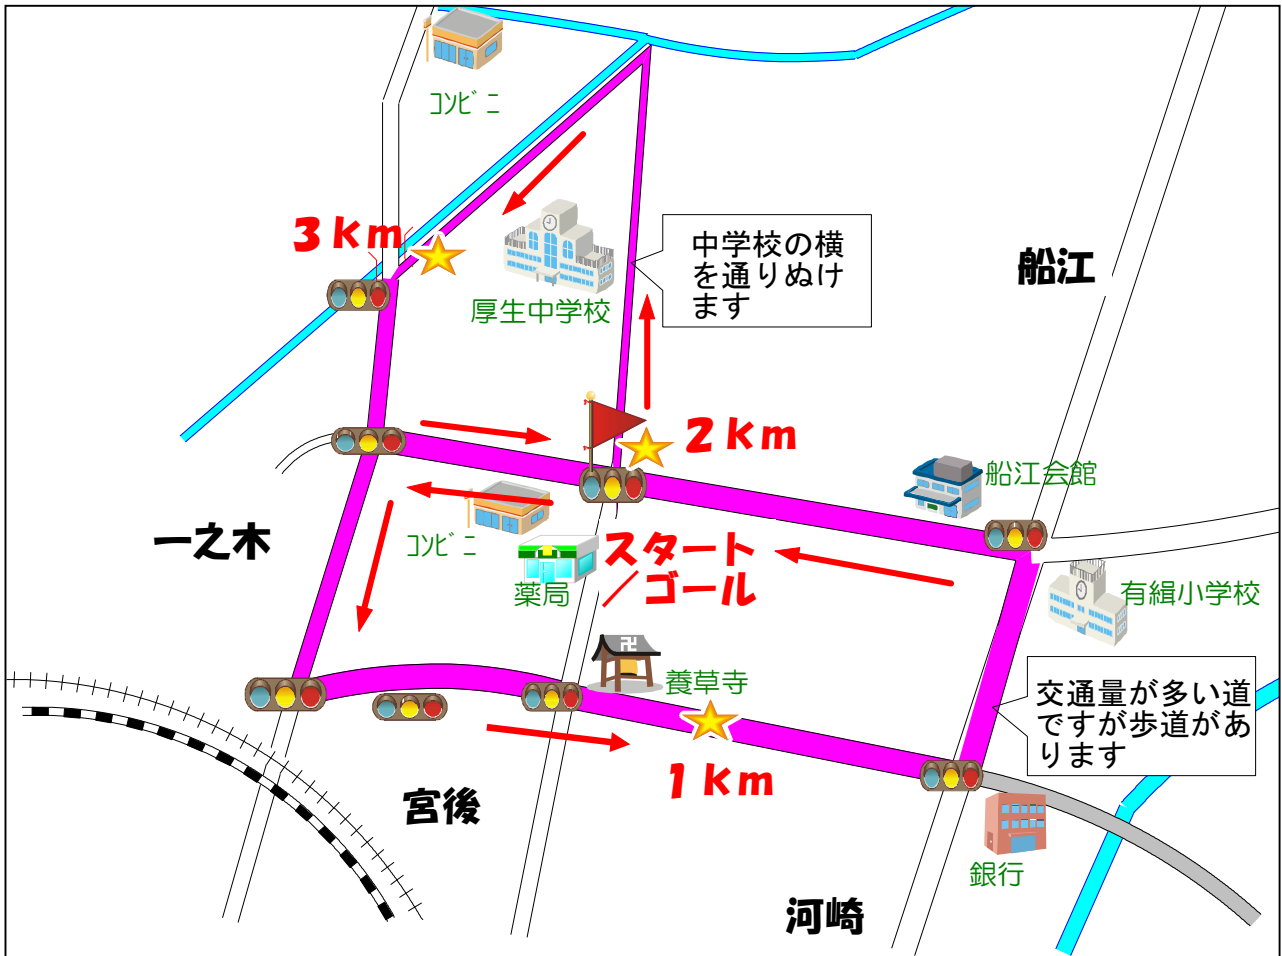 コンビニ
3km
中学校の横
を通りぬけ
ます
船江
厚生中学校
2km
船江会館
一之木
コンビニ
スタート
／ゴール
薬局
有緝小学校
養草寺
交通量が多い道
ですが歩道があ
ります
1km
宮後
銀行
河崎